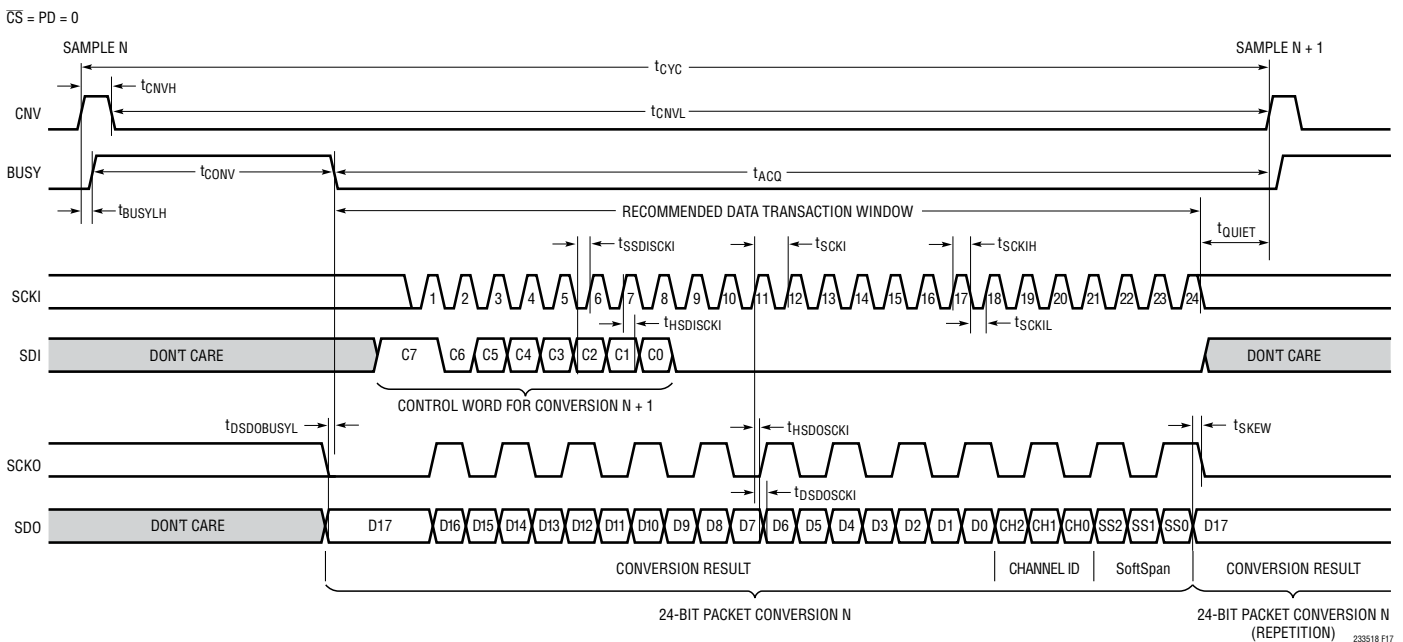 CS = PD = 0
SAMPLE N
SAMPLE N + 1
tCYC
tCNVH
CNV
tCNVL
BUSY
tCONV
tACQ
tBUSYLH
RECOMMENDED DATA TRANSACTION WINDOW
tQUIET
tSSDISCKI
tSCKI
tSCKIH
SCKI
1 2 3 4 5 6 7 8 9 10 11 12 13 14 15 16 17 18 19 20 21 22 23 24
tHSDISCKI
tSCKIL
SDI
DON'T CARE
C7 C6 C5 C4 C3 C2 C1 C0
DON'T CARE
CONTROL WORD FOR CONVERSION N + 1
tDSDOBUSYL
tHSDOSCKI
tSKEW
SCKO
tDSDOSCKI
SDO
DON'T CARE
D17 D16 D15 D14 D13 D12 D11 D10 D9 D8 D7 D6 D5 D4 D3 D2 D1 D0 CH2 CH1 CH0 SS2 SS1 SS0 D17
CONVERSION RESULT
CHANNEL ID
SoftSpan
CONVERSION RESULT
24-BIT PACKET CONVERSION N
24-BIT PACKET CONVERSION N
(REPETITION)
233518 F17